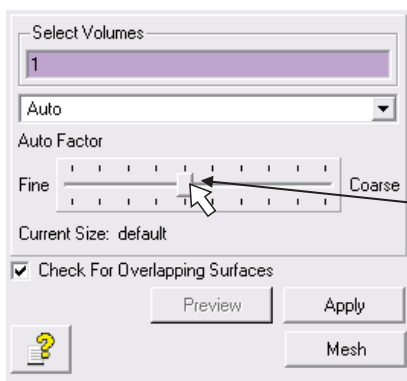 Select Volumes
1
Auto
Auto Factor
Fine Coarse
Current Size: default
Check For Overlapping Surfaces
Preview Apply
?
Mesh